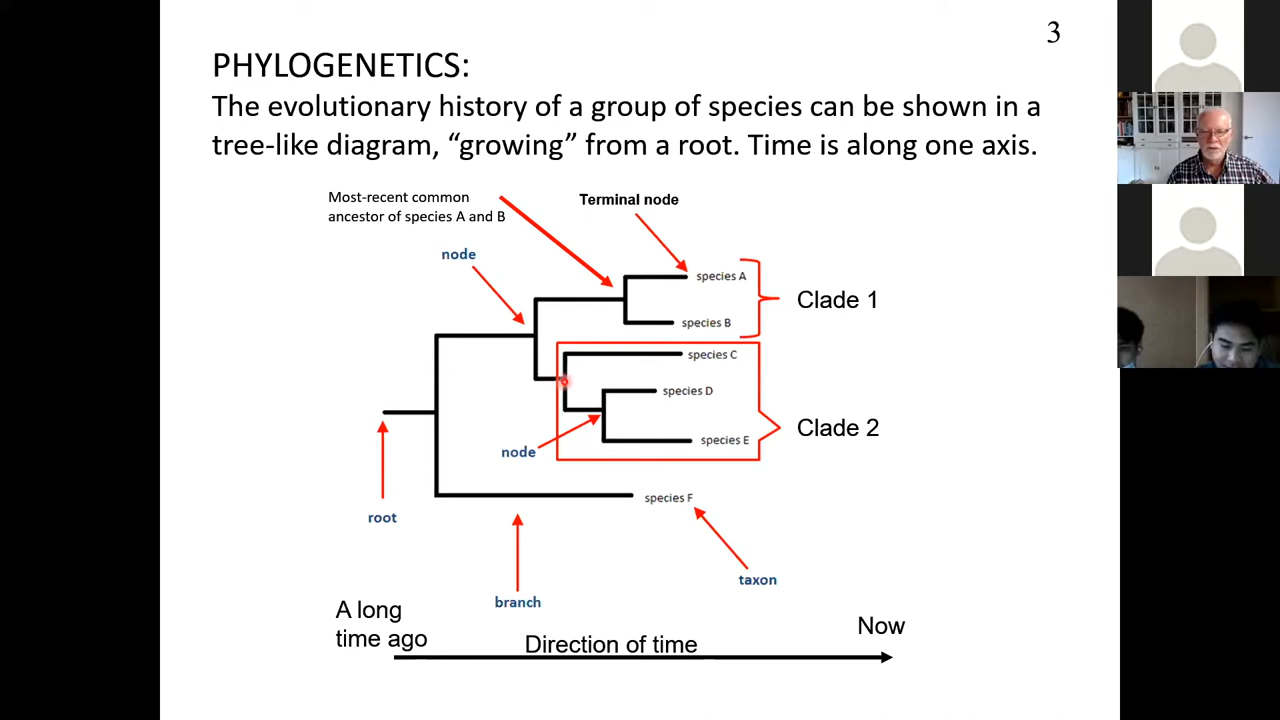 3
PHYLOGENETICS:
The evolutionary history of a group of species can be shown in a
tree-like diagram, “growing” from a root. Time is along one axis.
Most-recent common
ancestor of species A and B
Terminal node
node
species A
Clade 1
species B
species C
species D
Clade 2
species E
node
species F
root
taxon
branch
A long
time ago
Direction of time
Now